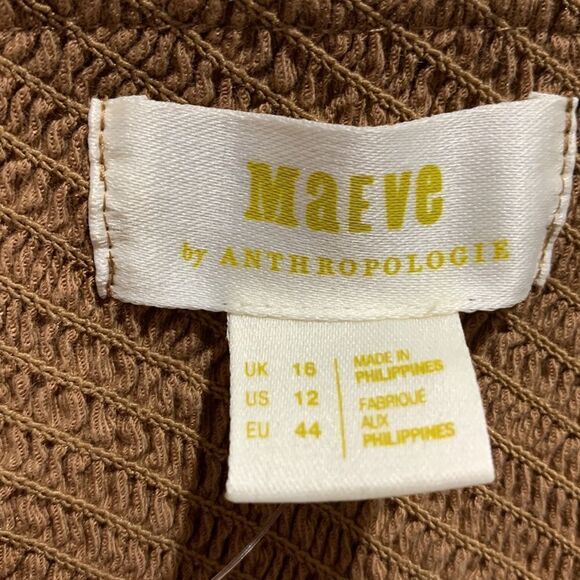 MaEve
by ANTHROPOLOGIE
UK 16
US 12
EU 44
MADE IN
PHILIPPINES
FABRIQUÉ
AUX
PHILIPPINES